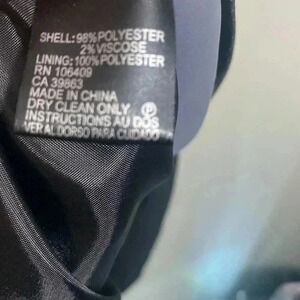 SHELL: 98% POLYESTER
2% VISCOSE
LINING: 100% POLYESTER
RN 106409
CA 39863
MADE IN CHINA
DRY CLEAN ONLY Ⓟ
INSTRUCTIONS AU DOS
VER AL DORSO PARA CUIDADO